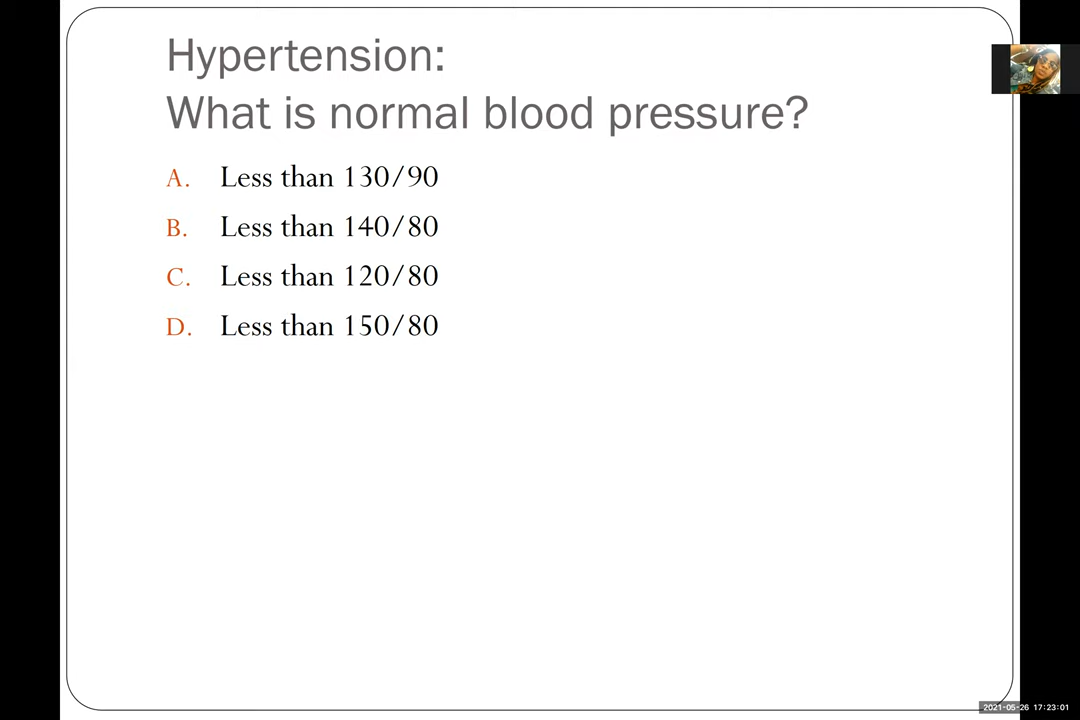 Hypertension:
What is normal blood pressure?
A. Less than 130/90
B. Less than 140/80
C. Less than 120/80
D. Less than 150/80
2021-05-26 17:23:01